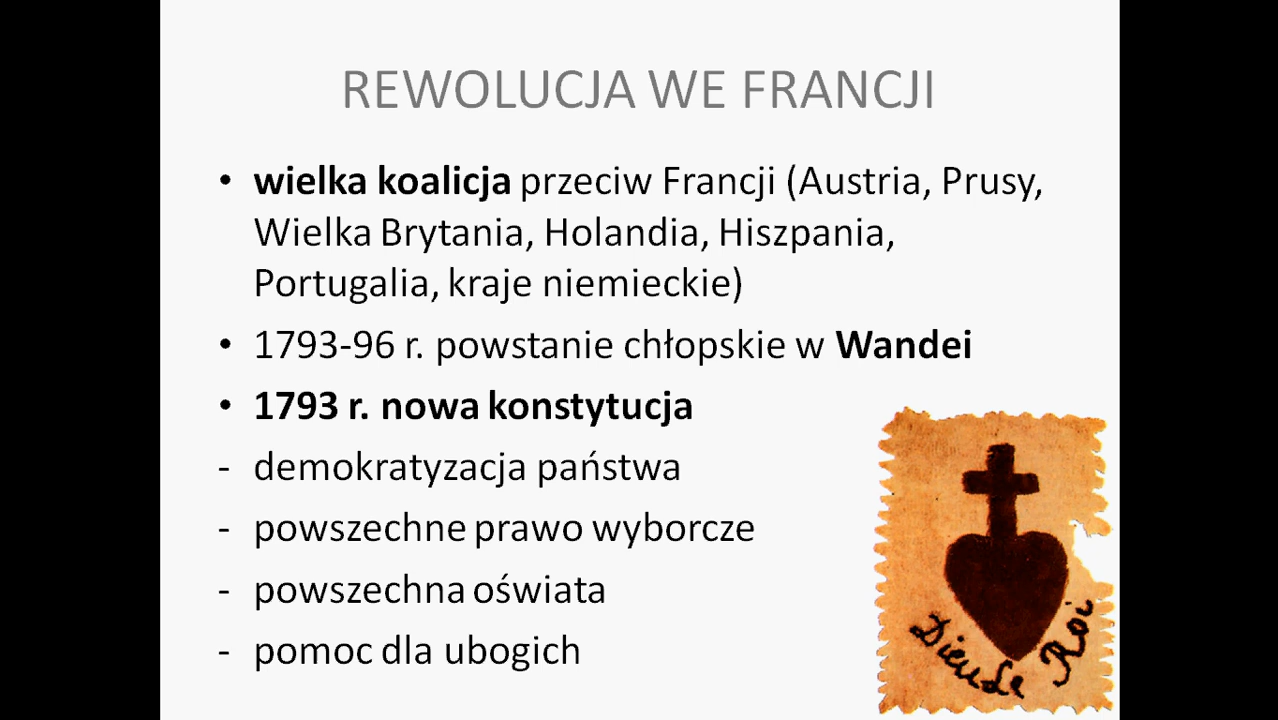 REWOLUCJA WE FRANCJI
• wielka koalicja przeciw Francji (Austria, Prusy,
Wielka Brytania, Holandia, Hiszpania,
Portugalia, kraje niemieckie)
• 1793-96 r. powstanie chłopskie w Wandei
• 1793 r. nowa konstytucja
- demokratyzacja państwa
- powszechne prawo wyborcze
- powszechna oświata
- pomoc dla ubogich
Dieu Le Roi